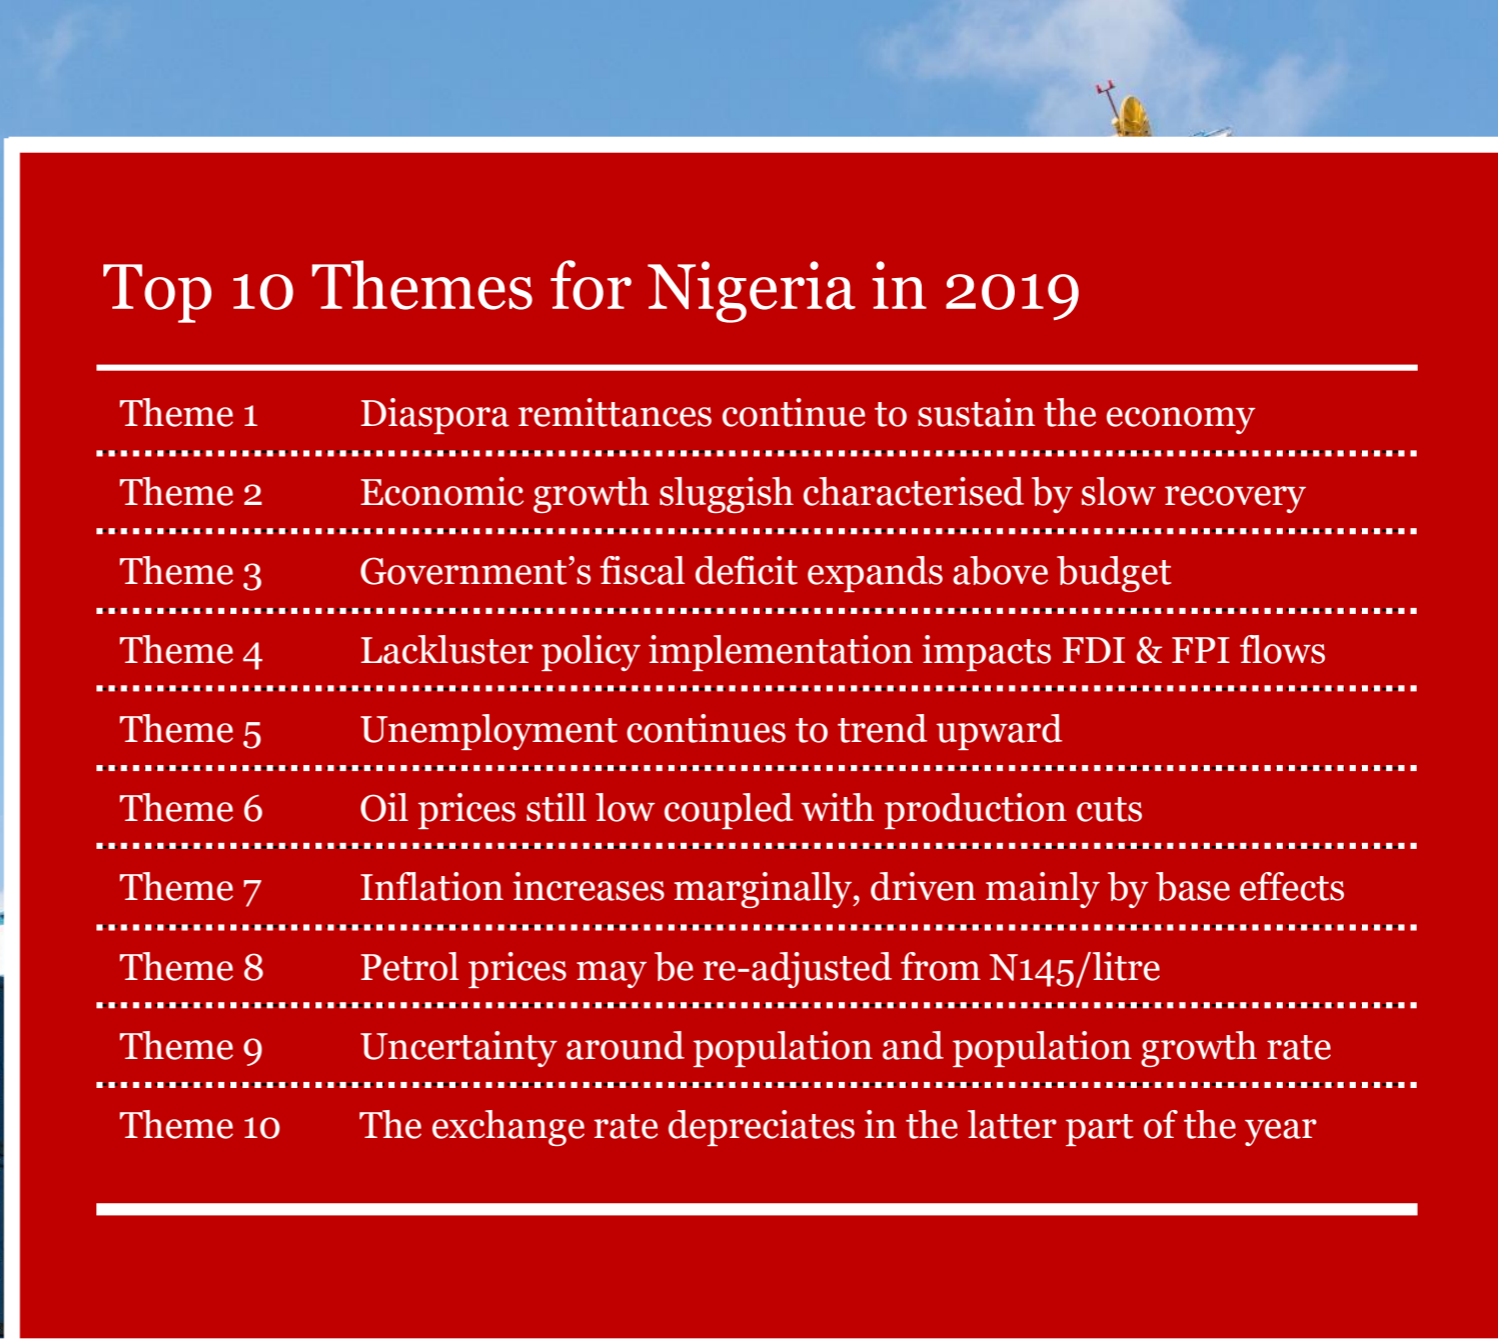 Top 10 Themes for Nigeria in 2019
Theme 1 Diaspora remittances continue to sustain the economy
Theme 2 Economic growth sluggish characterised by slow recovery
Theme 3 Government’s fiscal deficit expands above budget
Theme 4 Lackluster policy implementation impacts FDI & FPI flows
Theme 5 Unemployment continues to trend upward
Theme 6 Oil prices still low coupled with production cuts
Theme 7 Inflation increases marginally, driven mainly by base effects
Theme 8 Petrol prices may be re-adjusted from N145/litre
Theme 9 Uncertainty around population and population growth rate
Theme 10 The exchange rate depreciates in the latter part of the year